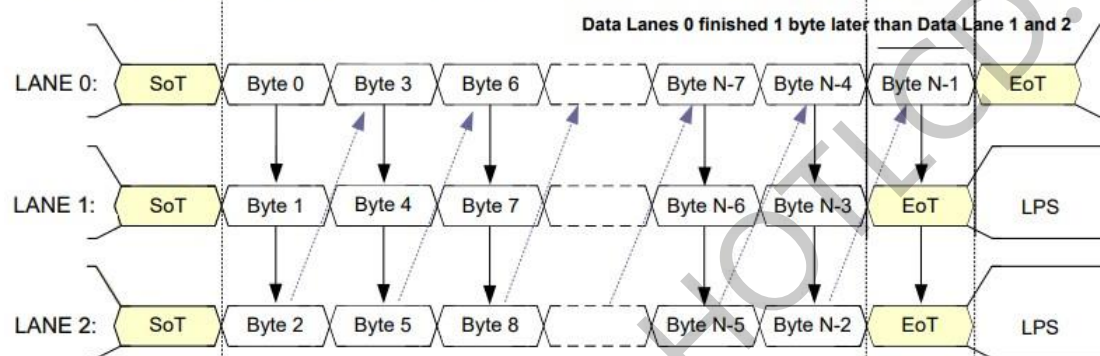 Data Lanes 0 finished 1 byte later than Data Lane 1 and 2
LANE 0: SoT Byte 0 Byte 3 Byte 6 Byte N-7 Byte N-4 Byte N-1 EoT
LANE 1: SoT Byte 1 Byte 4 Byte 7 Byte N-6 Byte N-3 EoT LPS
LANE 2: SoT Byte 2 Byte 5 Byte 8 Byte N-5 Byte N-2 EoT LPS
HOTLCD.